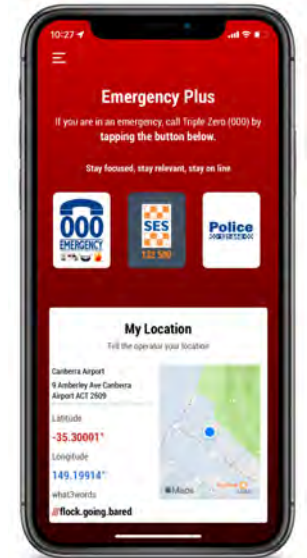 10:27
Emergency Plus
If you are in an emergency, call Triple Zero (000) by
tapping the button below.
Stay focused, stay relevant, stay on line
000
EMERGENCY
SES
132 500
Police
My Location
Tell the operator your location
Canberra Airport
9 Amberley Ave Canberra
Airport ACT 2609
Latitude
-35.30001°
Longitude
149.19914°
what3words
///flock.going.bared
Maps